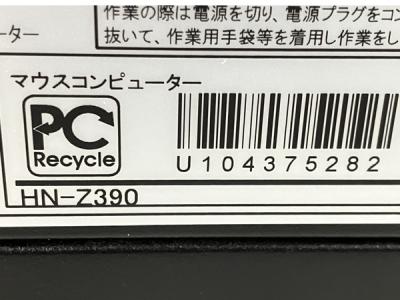 作業の際は電源を切り、電源プラグをコン
ーター
抜いて、作業用手袋等を着用し作業をし
マウスコンピューター
PC
Recycle
U104375282
HN-Z390